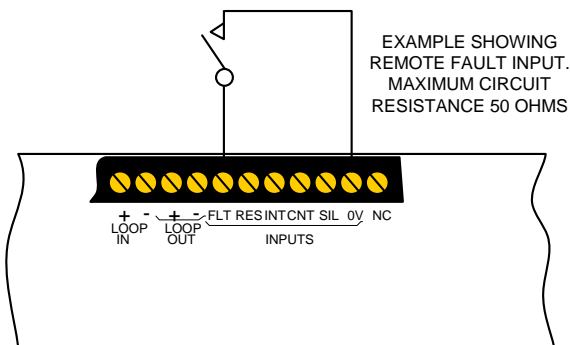 EXAMPLE SHOWING
REMOTE FAULT INPUT.
MAXIMUM CIRCUIT
RESISTANCE 50 OHMS
+ - + - FLT RES INT CNT SIL 0V NC
LOOP IN
LOOP OUT
INPUTS